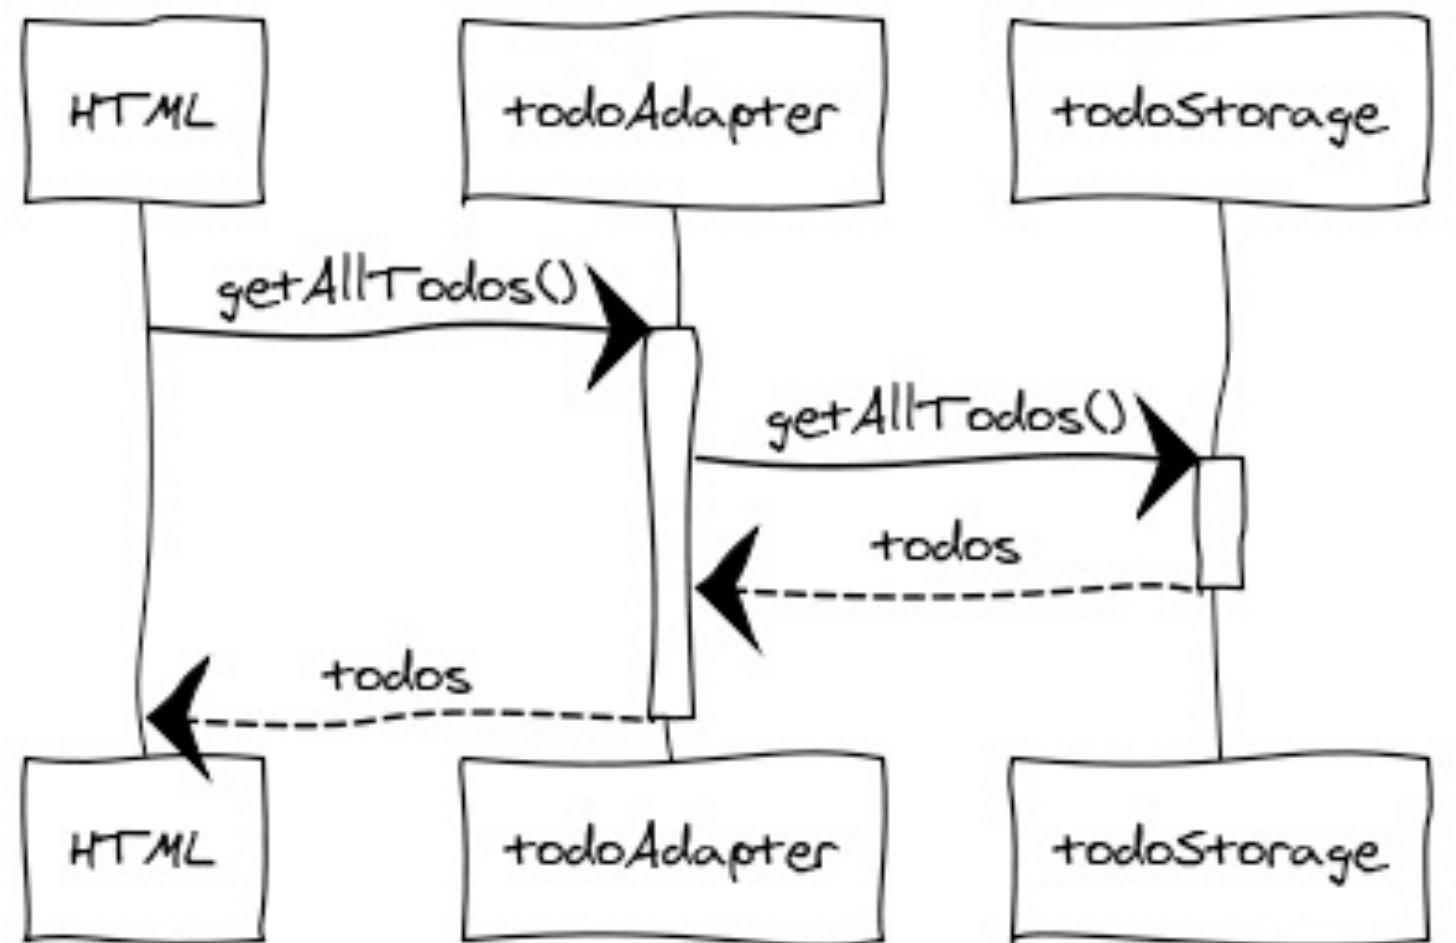 HTML
todoAdapter
todoStorage
getAllTodos()
getAllTodos()
todos
todos
HTML
todoAdapter
todoStorage